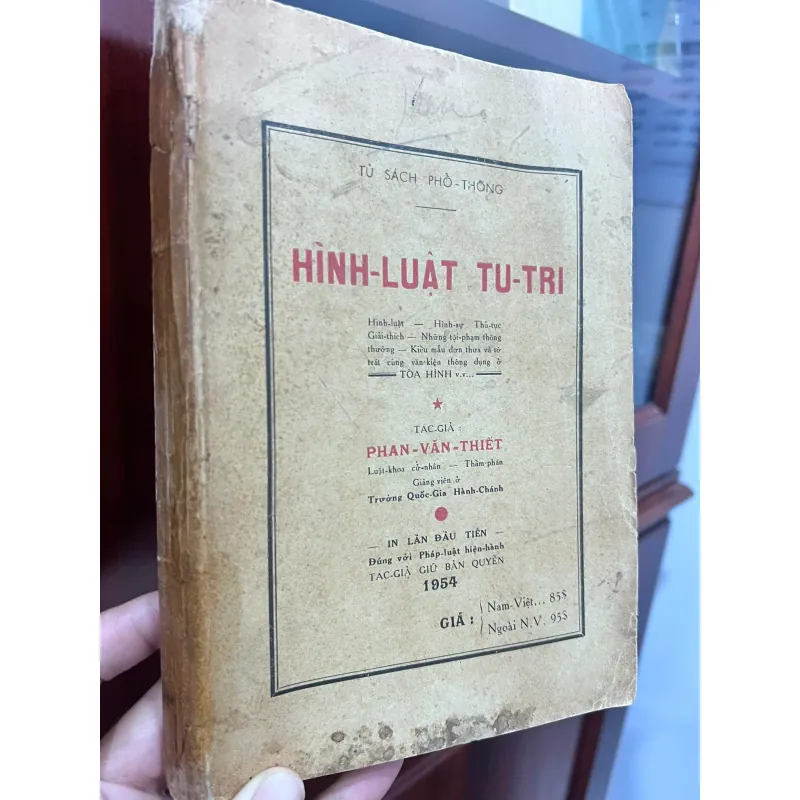 TỦ SÁCH PHỔ-THÔNG
HÌNH-LUẬT TU-TRI
Hình-luật — Hình-sự Thủ-tục
Giải-thích — Những tội-phạm thông
thường — Kiểu mẫu đơn thưa và tờ
trát cùng văn-kiện thông dụng ở
TÒA HÌNH v.v...
TAC-GIẢ :
PHAN-VĂN-THIẾT
Luật-khoa cử-nhân — Thẩm-phán
Giảng viên ở
Trường Quốc-Gia Hành-Chánh
— IN LẦN ĐẦU TIÊN —
Đúng với Pháp-luật hiện-hành
TAC-GIẢ GIỮ BẢN QUYỀN
1954
GIÁ : Nam-Việt... 85$
Ngoài N.V. 95$